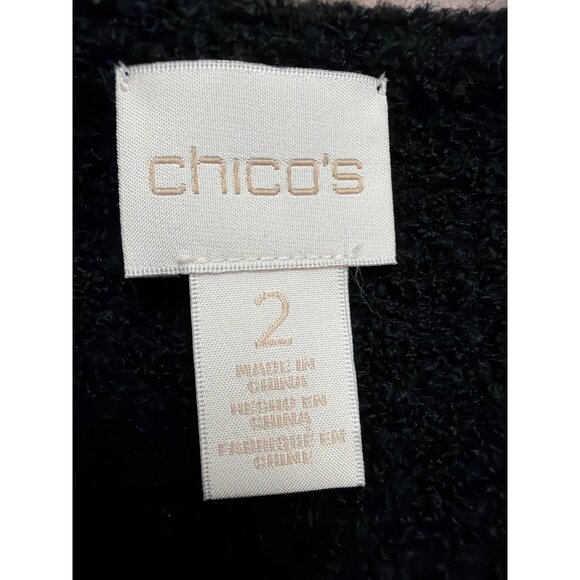 chico's
2
MADE IN
CHINA
HECHO EN
CHINA
FABRIQUE EN
CHINE